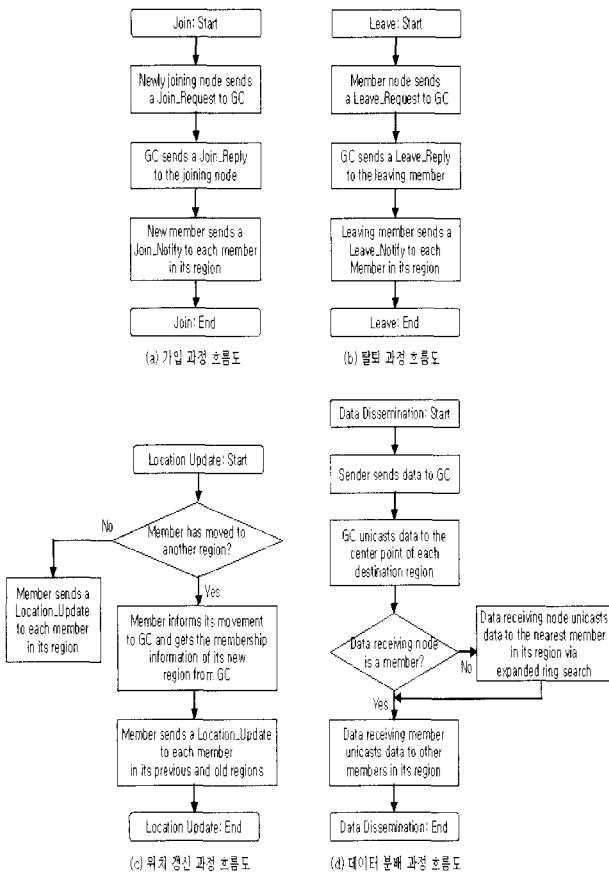 Join: Start
Newly joining node sends
a Join_Request to GC
GC sends a Join_Reply
to the joining node
New member sends a
Join_Notify to each member
in its region
Join: End
(a) 가입 과정 흐름도
Leave: Start
Member node sends
a Leave_Request to GC
GC sends a Leave_Reply
to the leaving member
Leaving member sends a
Leave_Notify to each
Member in its region
Leave: End
(b) 탈퇴 과정 흐름도
Location Update: Start
Member has moved to
another region?
No
Member sends a
Location_Update
to each member
in its region
Yes
Member informs its movement
to GC and gets the membership
information of its new
region from GC
Member sends a Location_Update
to each member
in its previous and old regions
Location Update: End
(c) 위치 갱신 과정 흐름도
Data Dissemination: Start
Sender sends data to GC
GC unicasts data to the
center point of each
destination region
Data receiving node
is a member?
No
Data receiving node unicasts
data to the nearest member
in its region via
expanded ring search
Yes
Data receiving member
unicasts data to other
members in its region
Data Dissemination: End
(d) 데이터 분배 과정 흐름도